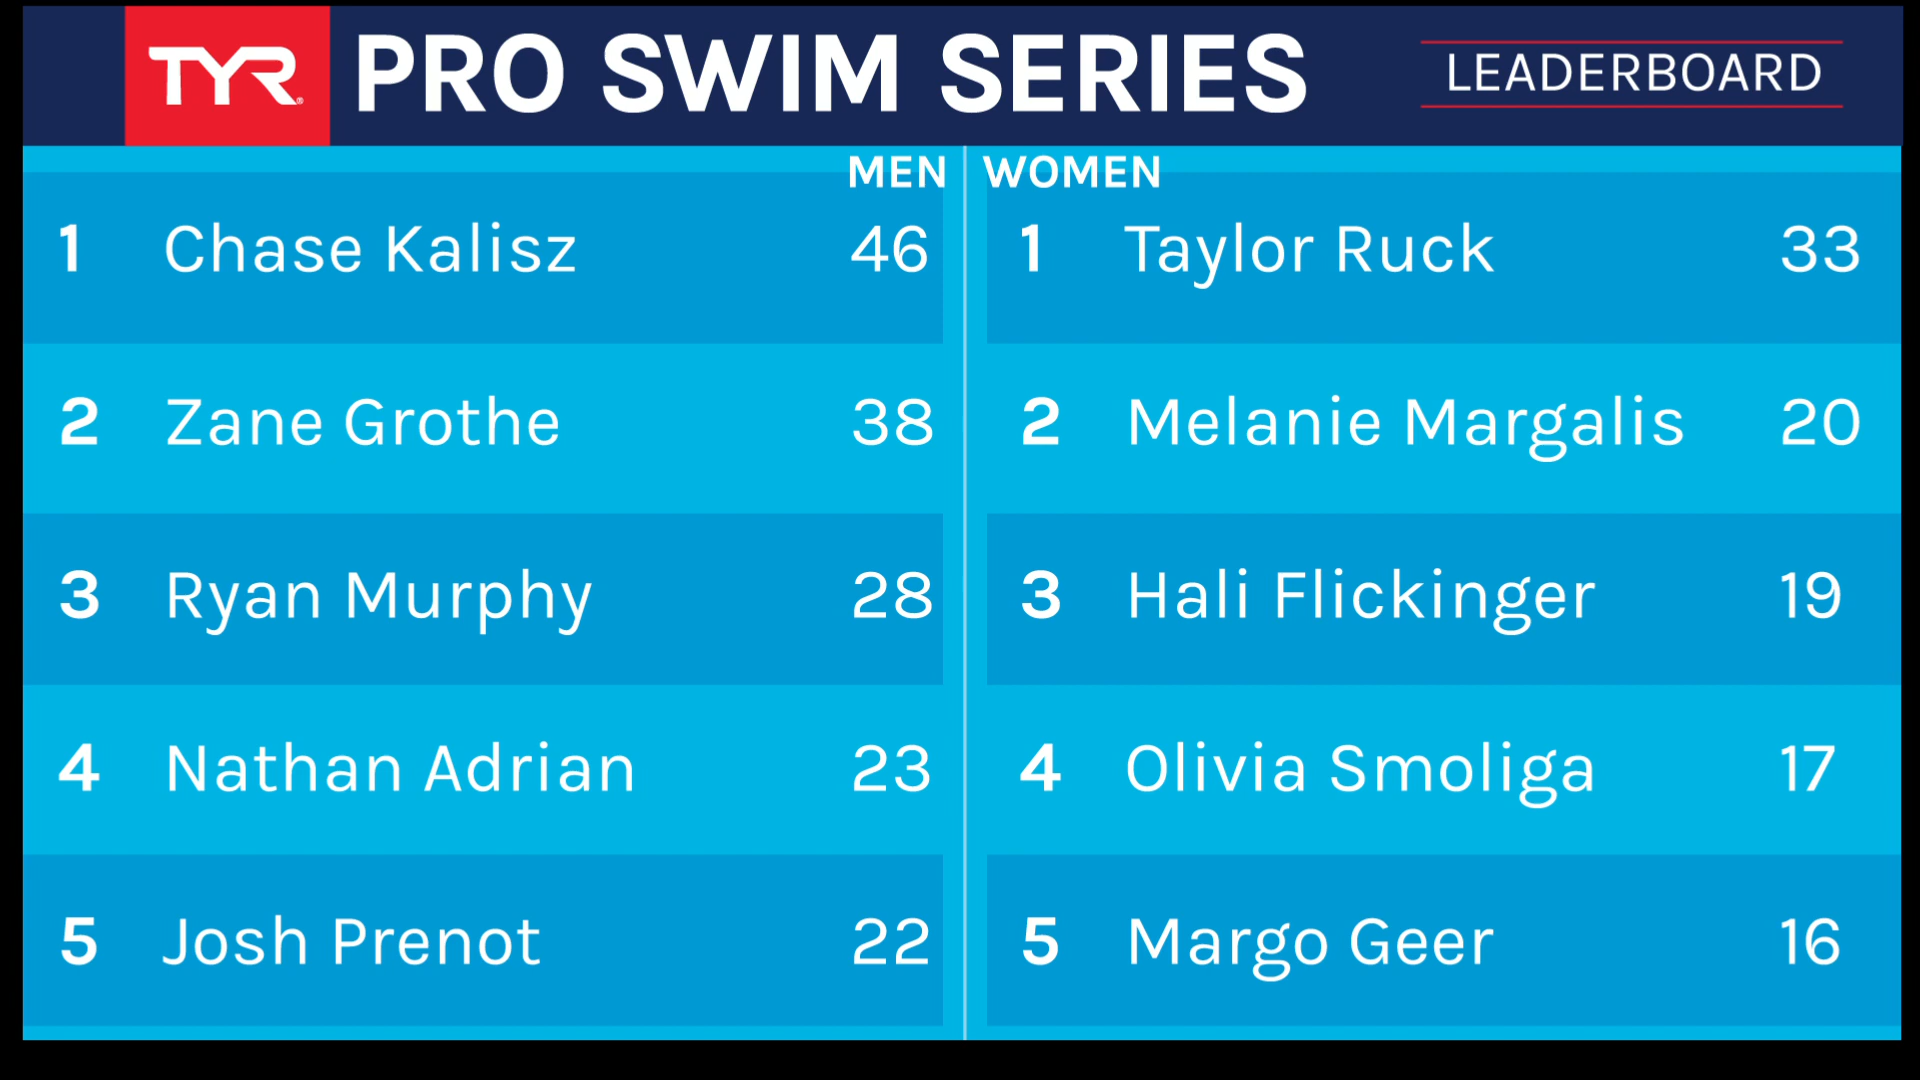 TYR PRO SWIM SERIES LEADERBOARD
MEN
1 Chase Kalisz 46
2 Zane Grothe 38
3 Ryan Murphy 28
4 Nathan Adrian 23
5 Josh Prenot 22
WOMEN
1 Taylor Ruck 33
2 Melanie Margalis 20
3 Hali Flickinger 19
4 Olivia Smoliga 17
5 Margo Geer 16